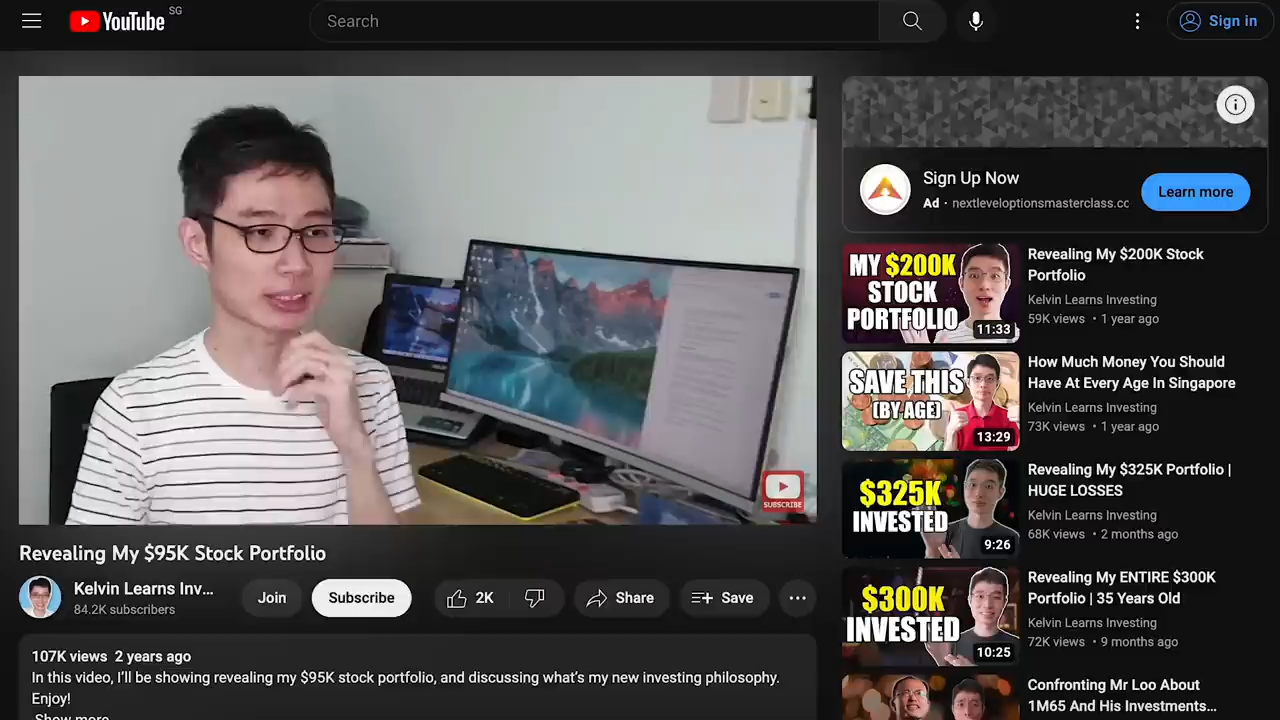 YouTube SG
Search
Sign in
SUBSCRIBE
Revealing My $95K Stock Portfolio
Kelvin Learns Inv...
84.2K subscribers
Join
Subscribe
2K
Share
Save
107K views 2 years ago
In this video, I'll be showing revealing my $95K stock portfolio, and discussing what's my new investing philosophy.
Enjoy!
Show more
Sign Up Now
Ad · nextleveloptionsmasterclass.cc
Learn more
MY $200K
STOCK
PORTFOLIO
11:33
Revealing My $200K Stock
Portfolio
Kelvin Learns Investing
59K views • 1 year ago
SAVE THIS
(BY AGE)
13:29
How Much Money You Should
Have At Every Age In Singapore
Kelvin Learns Investing
73K views • 1 year ago
$325K
INVESTED
9:26
Revealing My $325K Portfolio |
HUGE LOSSES
Kelvin Learns Investing
68K views • 2 months ago
$300K
INVESTED
10:25
Revealing My ENTIRE $300K
Portfolio | 35 Years Old
Kelvin Learns Investing
72K views • 9 months ago
Confronting Mr Loo About
1M65 And His Investments...